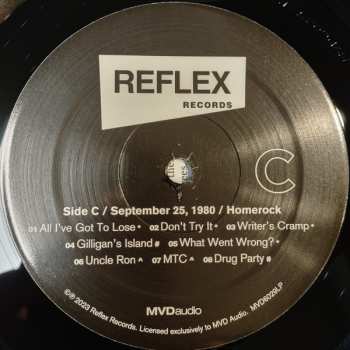 REFLEX
RECORDS
C
Side C / September 25, 1980 / Homerock
01 All I've Got To Lose * 02 Don't Try It * 03 Writer's Cramp *
04 Gilligan's Island # 05 What Went Wrong? *
06 Uncle Ron ^ 07 MTC ^ 08 Drug Party #
MVDaudio
©℗ 2023 Reflex Records. Licensed exclusively to MVD Audio. MVD6029LP